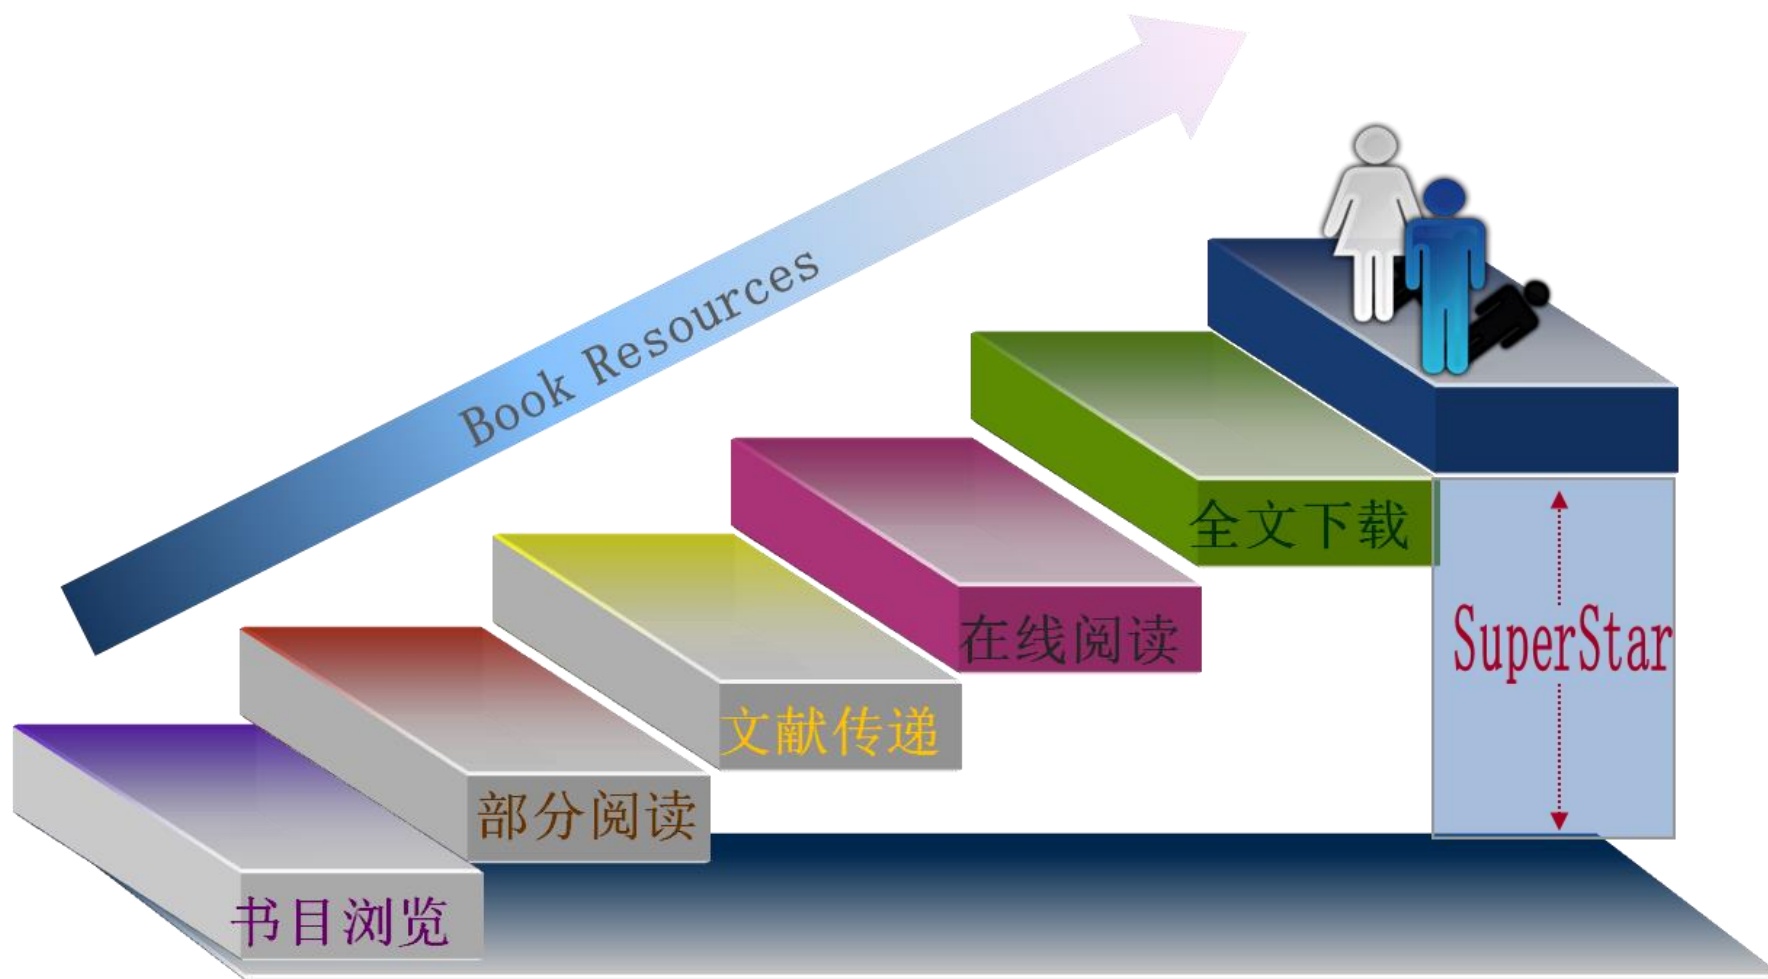 Book Resources
全文下载
在线阅读
SuperStar
文献传递
部分阅读
书目浏览